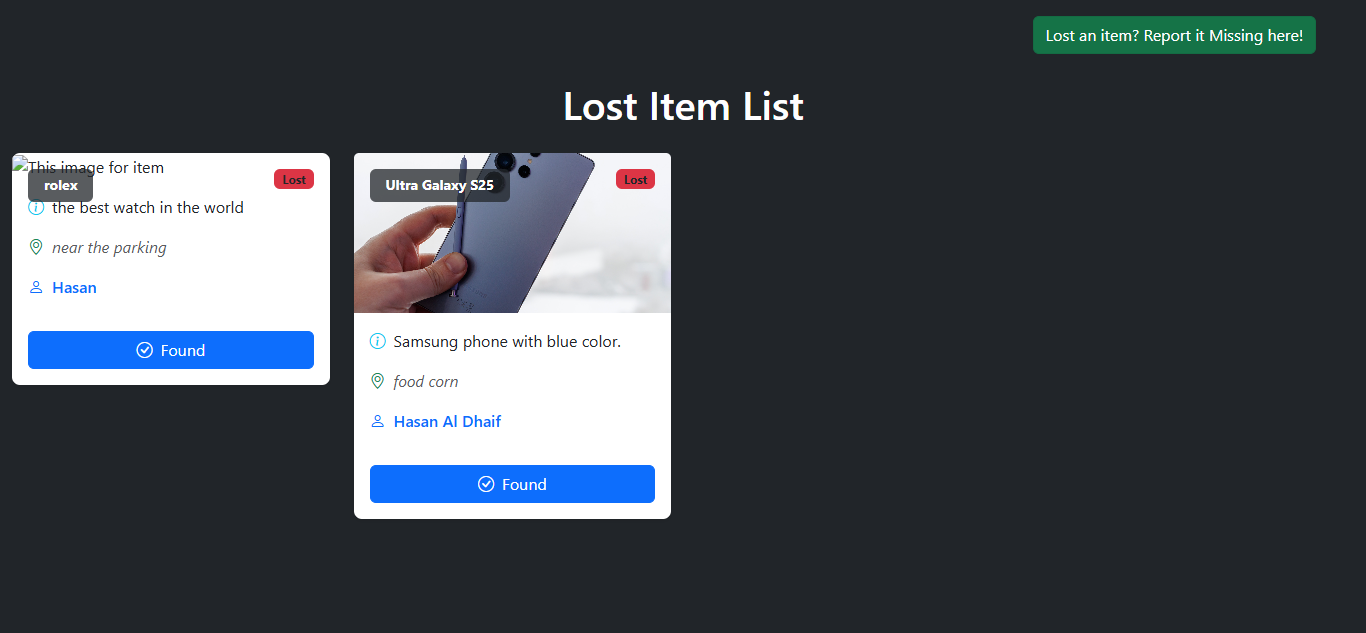 Lost an item? Report it Missing here!
Lost Item List
This image for item
rolex
Lost
the best watch in the world
near the parking
Hasan
Found
Ultra Galaxy S25
Lost
Samsung phone with blue color.
food corn
Hasan Al Dhaif
Found